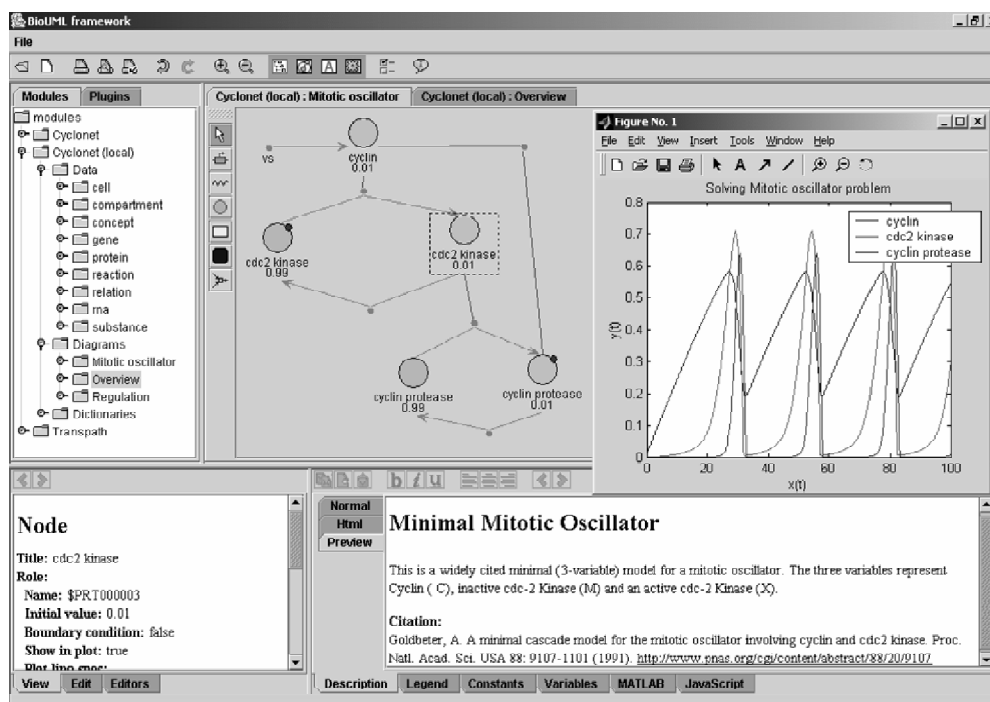 BioUML framework
File
Modules
Plugins
modules
Cyclonet
Cyclonet (local)
Data
cell
compartment
concept
gene
protein
reaction
relation
rna
substance
Diagrams
Mitotic oscillator
Overview
Regulation
Dictionaries
Transpath
Cyclonet (local) : Mitotic oscillator
Cyclonet (local) : Overview
vs
cyclin
0.01
cdc2 kinase
0.99
cdc2 kinase
0.01
cyclin protease
0.99
cyclin protease
0.01
Figure No. 1
File Edit View Insert Tools Window Help
A
Solving Mitotic oscillator problem
cyclin
cdc2 kinase
cyclin protease
0.8
0.7
0.6
0.5
0.4
0.3
0.2
0.1
0
y(t)
0 20 40 60 80 100
x(t)
Node
Title: cdc2 kinase
Role:
Name: $PRT000003
Initial value: 0.01
Boundary condition: false
Show in plot: true
Plot line spec:
View Edit Editors
b i u
Normal
Html
Preview
Minimal Mitotic Oscillator
This is a widely cited minimal (3-variable) model for a mitotic oscillator. The three variables represent
Cyclin ( C), inactive cdc-2 Kinase (M) and an active cdc-2 Kinase (X).
Citation:
Goldbeter, A. A minimal cascade model for the mitotic oscillator involving cyclin and cdc2 kinase. Proc.
Natl. Acad. Sci. USA 88: 9107-1101 (1991). http://www.pnas.org/cgi/content/abstract/88/20/9107
Description Legend Constants Variables MATLAB JavaScript